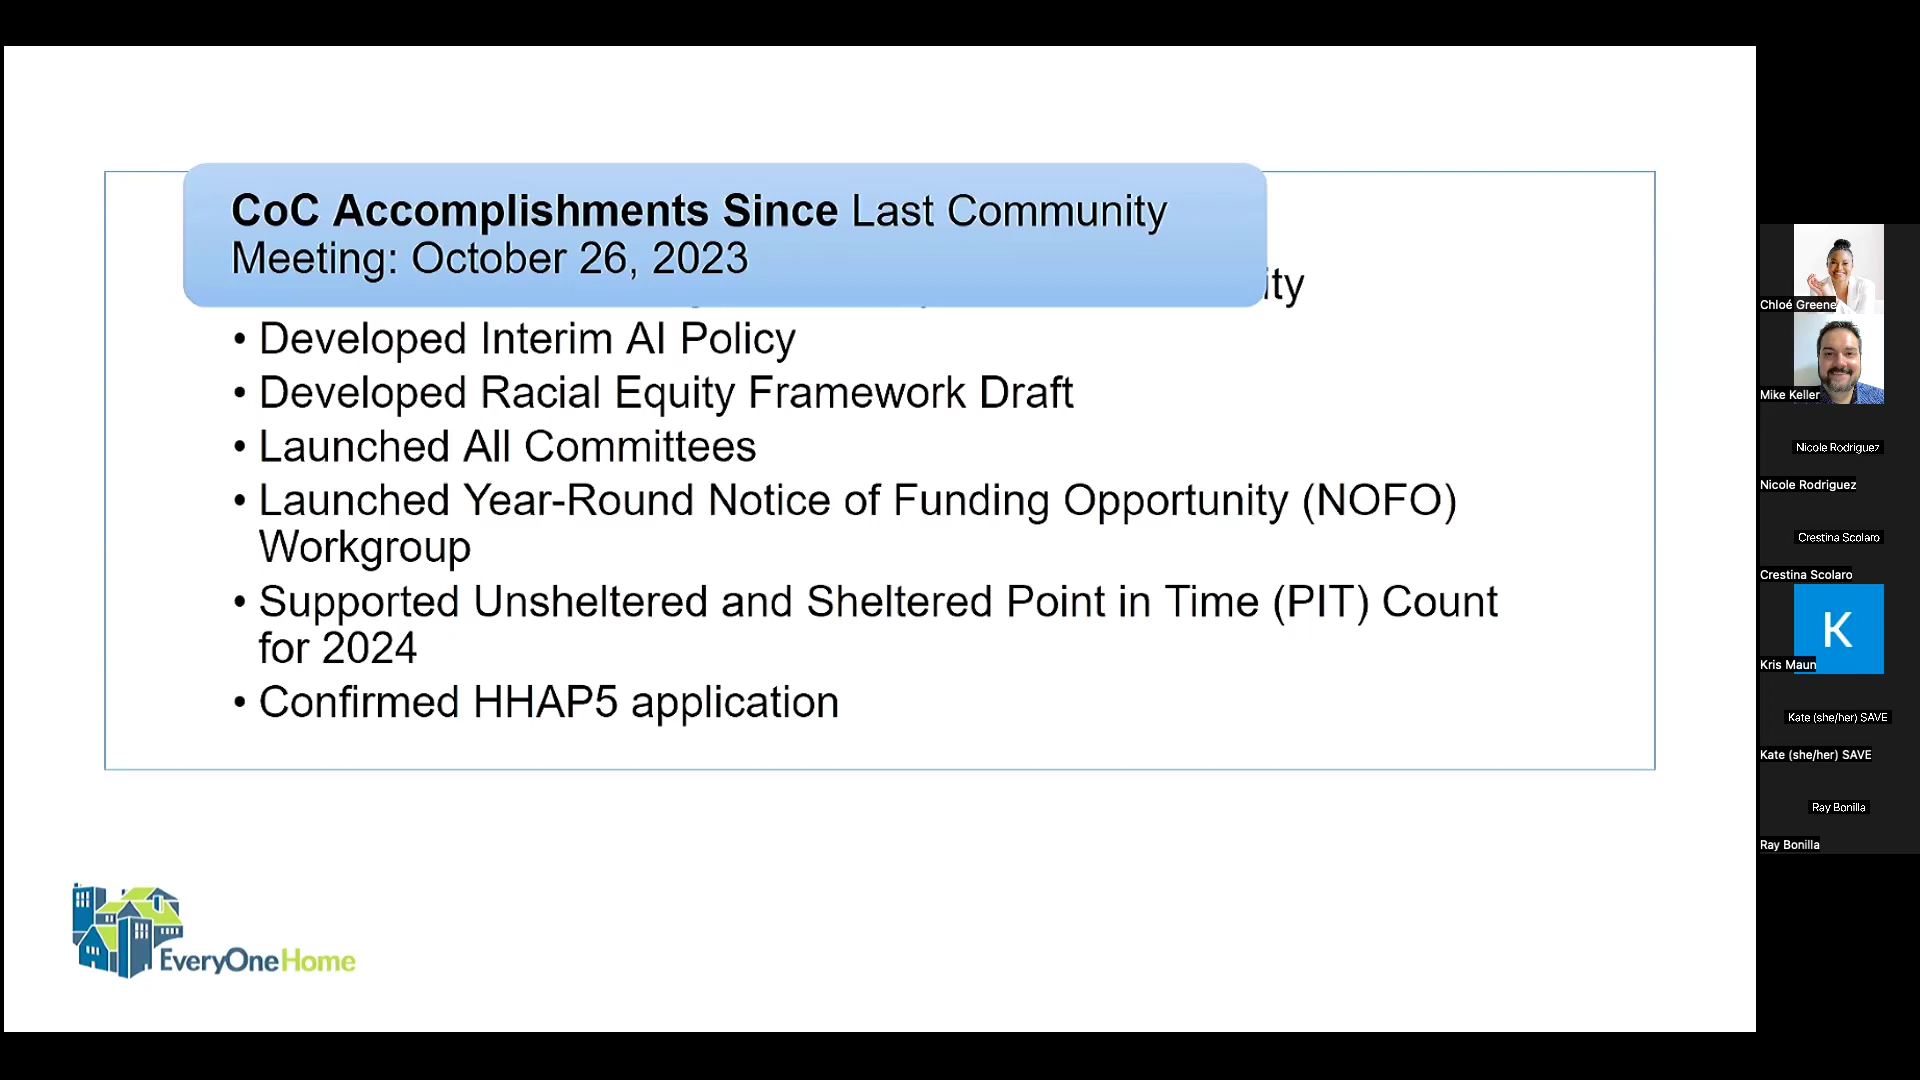 CoC Accomplishments Since Last Community
Meeting: October 26, 2023
• Developed Interim AI Policy
• Developed Racial Equity Framework Draft
• Launched All Committees
• Launched Year-Round Notice of Funding Opportunity (NOFO)
Workgroup
• Supported Unsheltered and Sheltered Point in Time (PIT) Count
for 2024
• Confirmed HHAP5 application
EveryOneHome
Chloé Greene
Mike Keller
Nicole Rodriguez
Nicole Rodriguez
Crestina Scolaro
Crestina Scolaro
K
Kris Maun
Kate (she/her) SAVE
Kate (she/her) SAVE
Ray Bonilla
Ray Bonilla